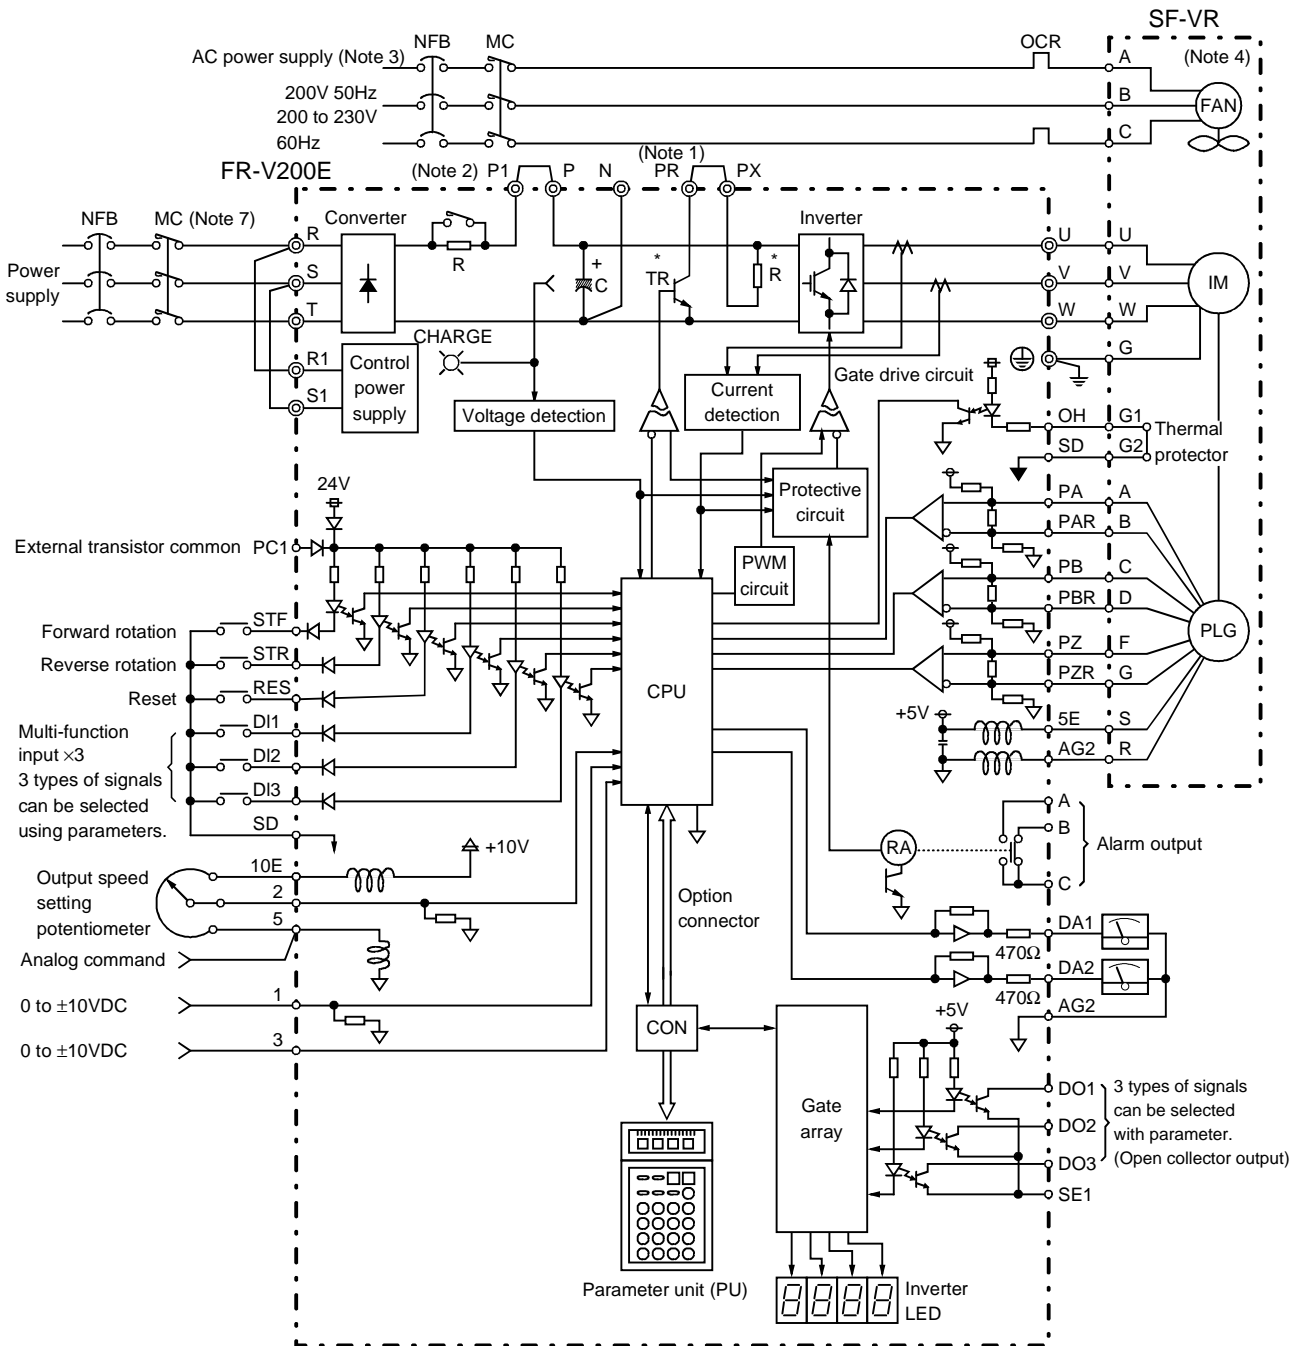 SF-VR
NFB MC OCR A (Note 4)
AC power supply (Note 3)
B
FAN
200V 50Hz
200 to 230V
60Hz
C
FR-V200E
(Note 2) P1 P N (Note 1) PR PX
NFB MC (Note 7) R Converter Inverter U U
R
* TR
+ C
* R
Power supply
S V V IM
T W W
CHARGE
G
R1
S1
Control power supply
Voltage detection
Current detection
Gate drive circuit
OH G1
SD G2
Thermal protector
24V
Protective circuit
PA A
PAR B
External transistor common PC1
PWM circuit
PB C
PBR D
Forward rotation STF
PZ F
PLG
Reverse rotation STR
PZR G
Reset RES
CPU
+5V 5E S
AG2 R
Multi-function
input ×3
3 types of signals
can be selected
using parameters.
DI1
DI2
DI3
SD
A
B
C
Alarm output
RA
10E +10V
Output speed
setting
potentiometer
2
5
Option
connector
Analog command
DA1
470Ω
DA2
470Ω
AG2
0 to ±10VDC 1
CON
0 to ±10VDC 3
+5V
Gate
array
DO1
DO2
DO3
SE1
3 types of signals
can be selected
with parameter.
(Open collector output)
Parameter unit (PU)
8888
Inverter
LED